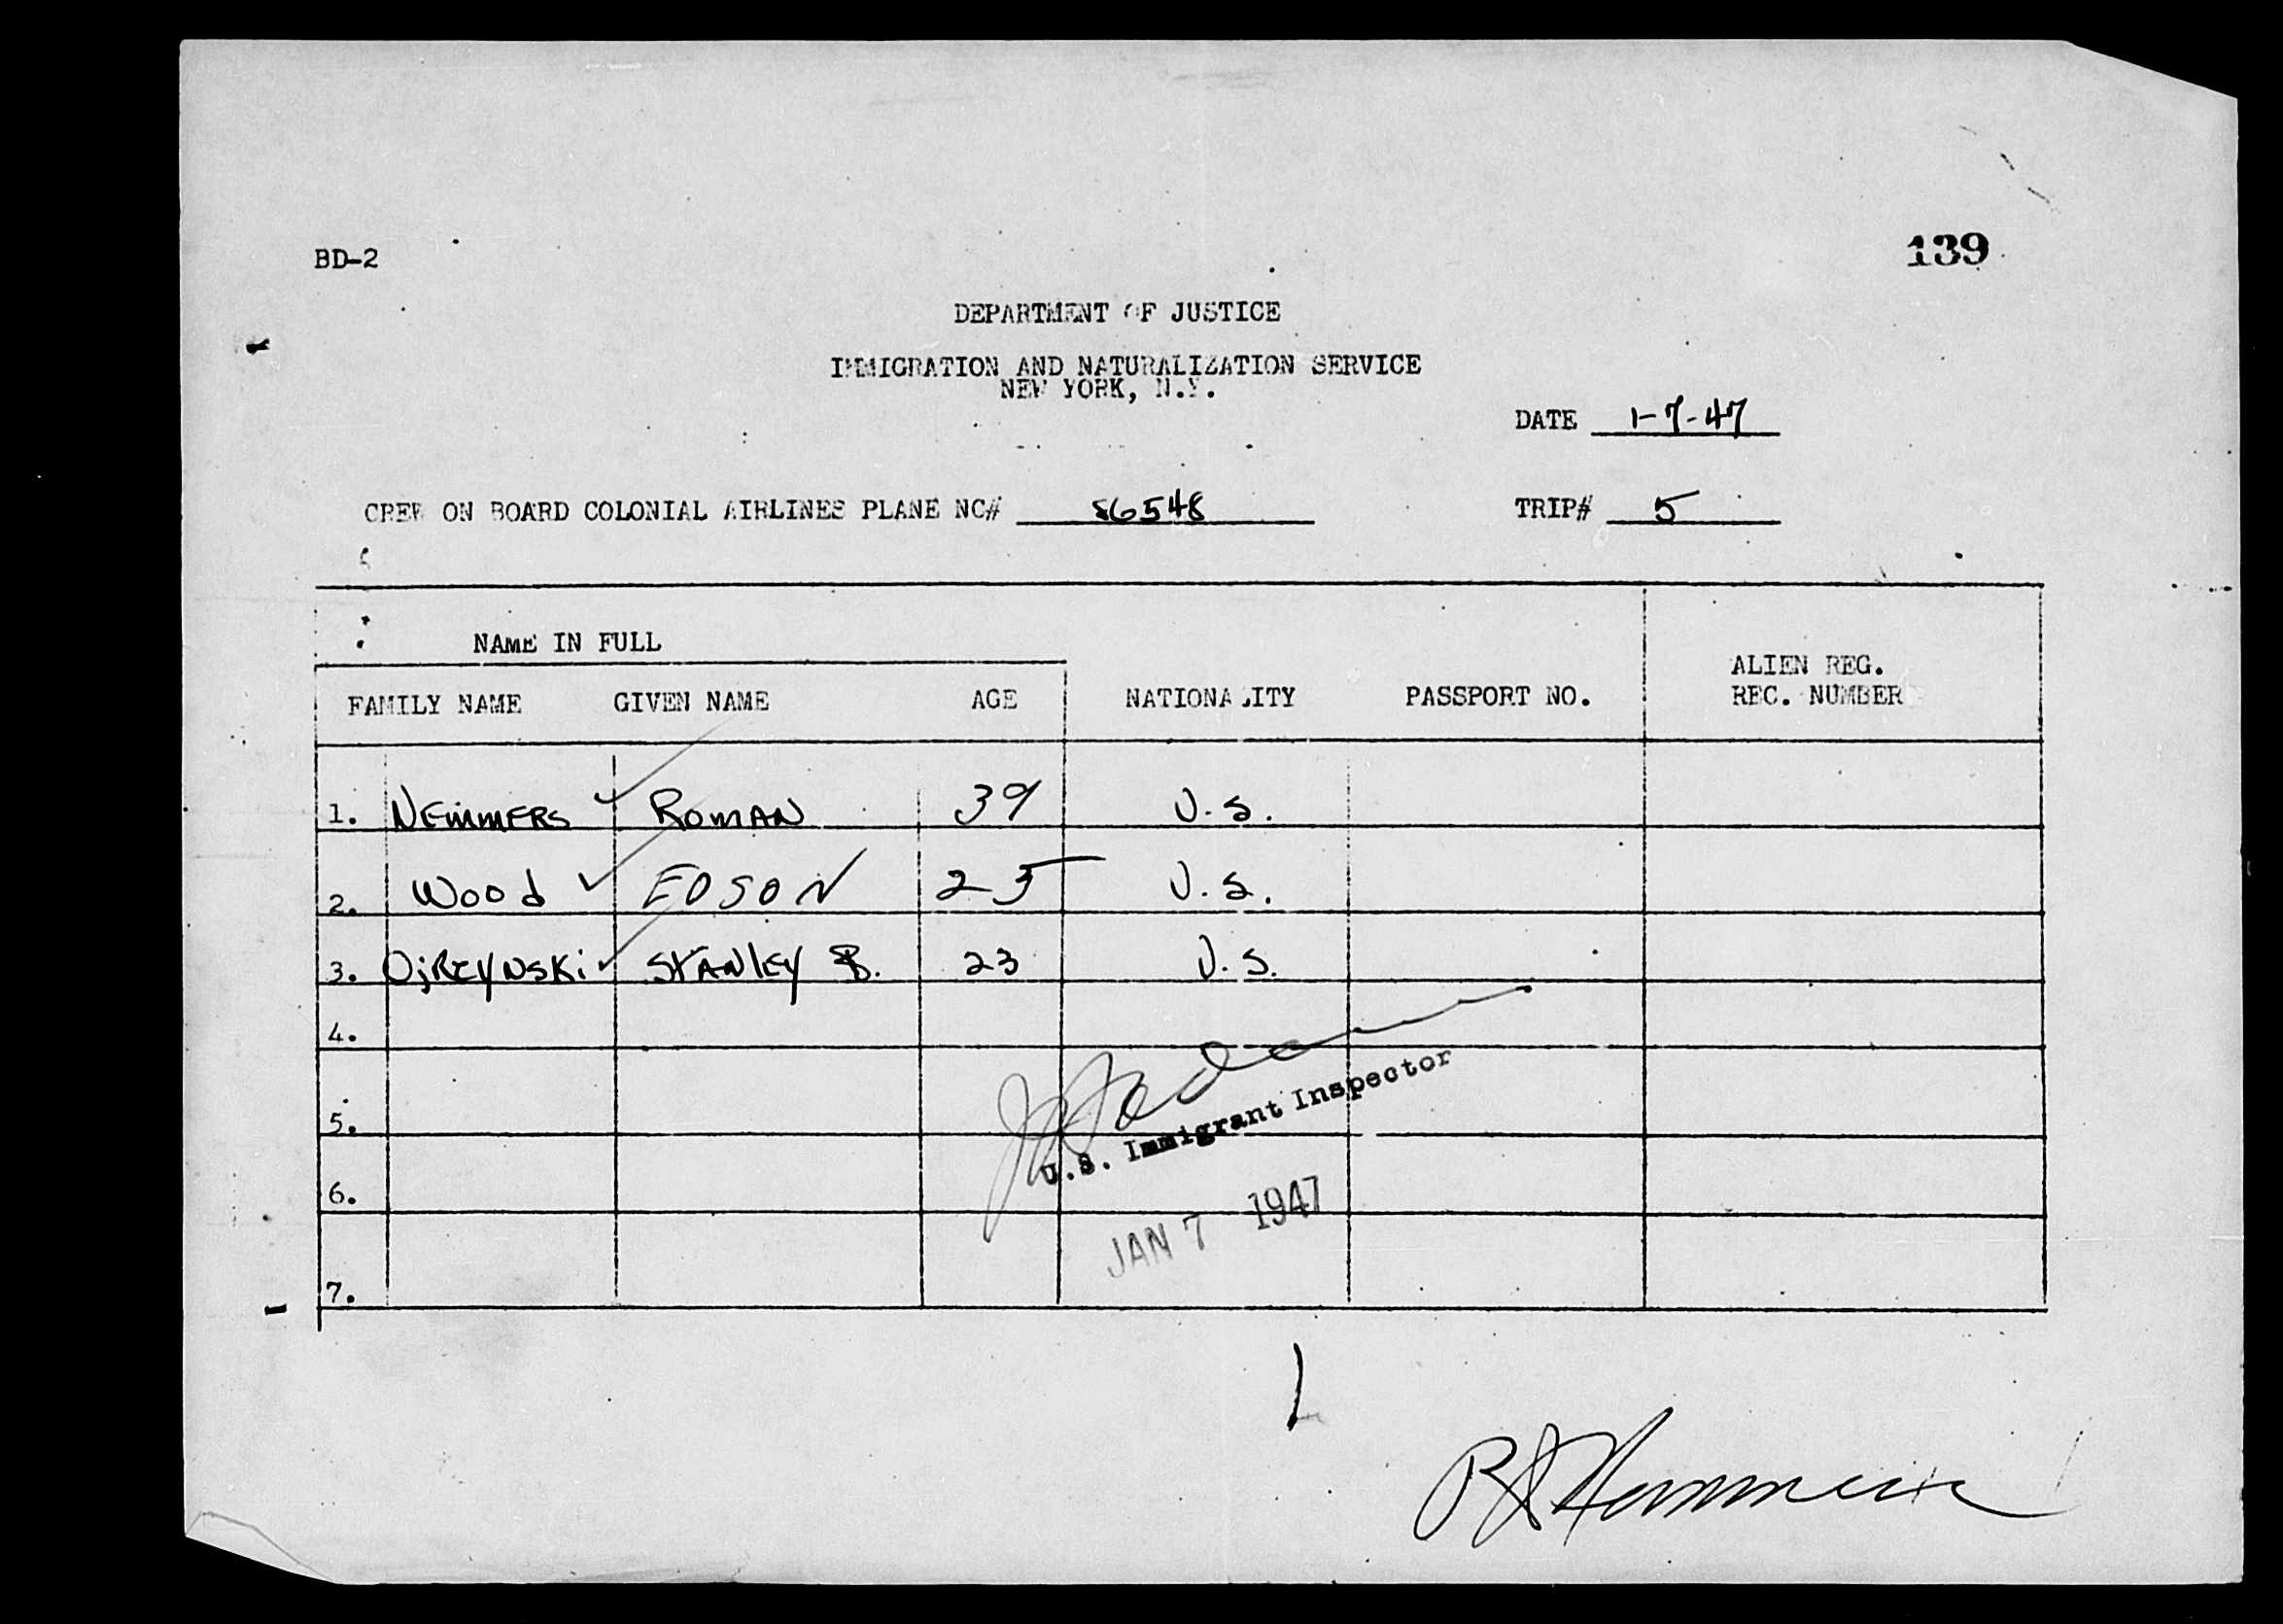 BD-2
139
DEPARTMENT OF JUSTICE
IMMIGRATION AND NATURALIZATION SERVICE
NEW YORK, N.Y.
DATE 1-7-47
CREW ON BOARD COLONIAL AIRLINES PLANE NC# 86548 TRIP# 5
NAME IN FULL
FAMILY NAME GIVEN NAME AGE NATIONALITY PASSPORT NO. ALIEN REG. REC. NUMBER
1. NEMMERS ROMAN 39 U.S.
2. Wood EDSON 25 U.S.
3. OjRZYNSKi STANLEY B. 23 U.S.
4.
5.
U.S. Immigrant Inspector
6.
JAN 7 1947
7.